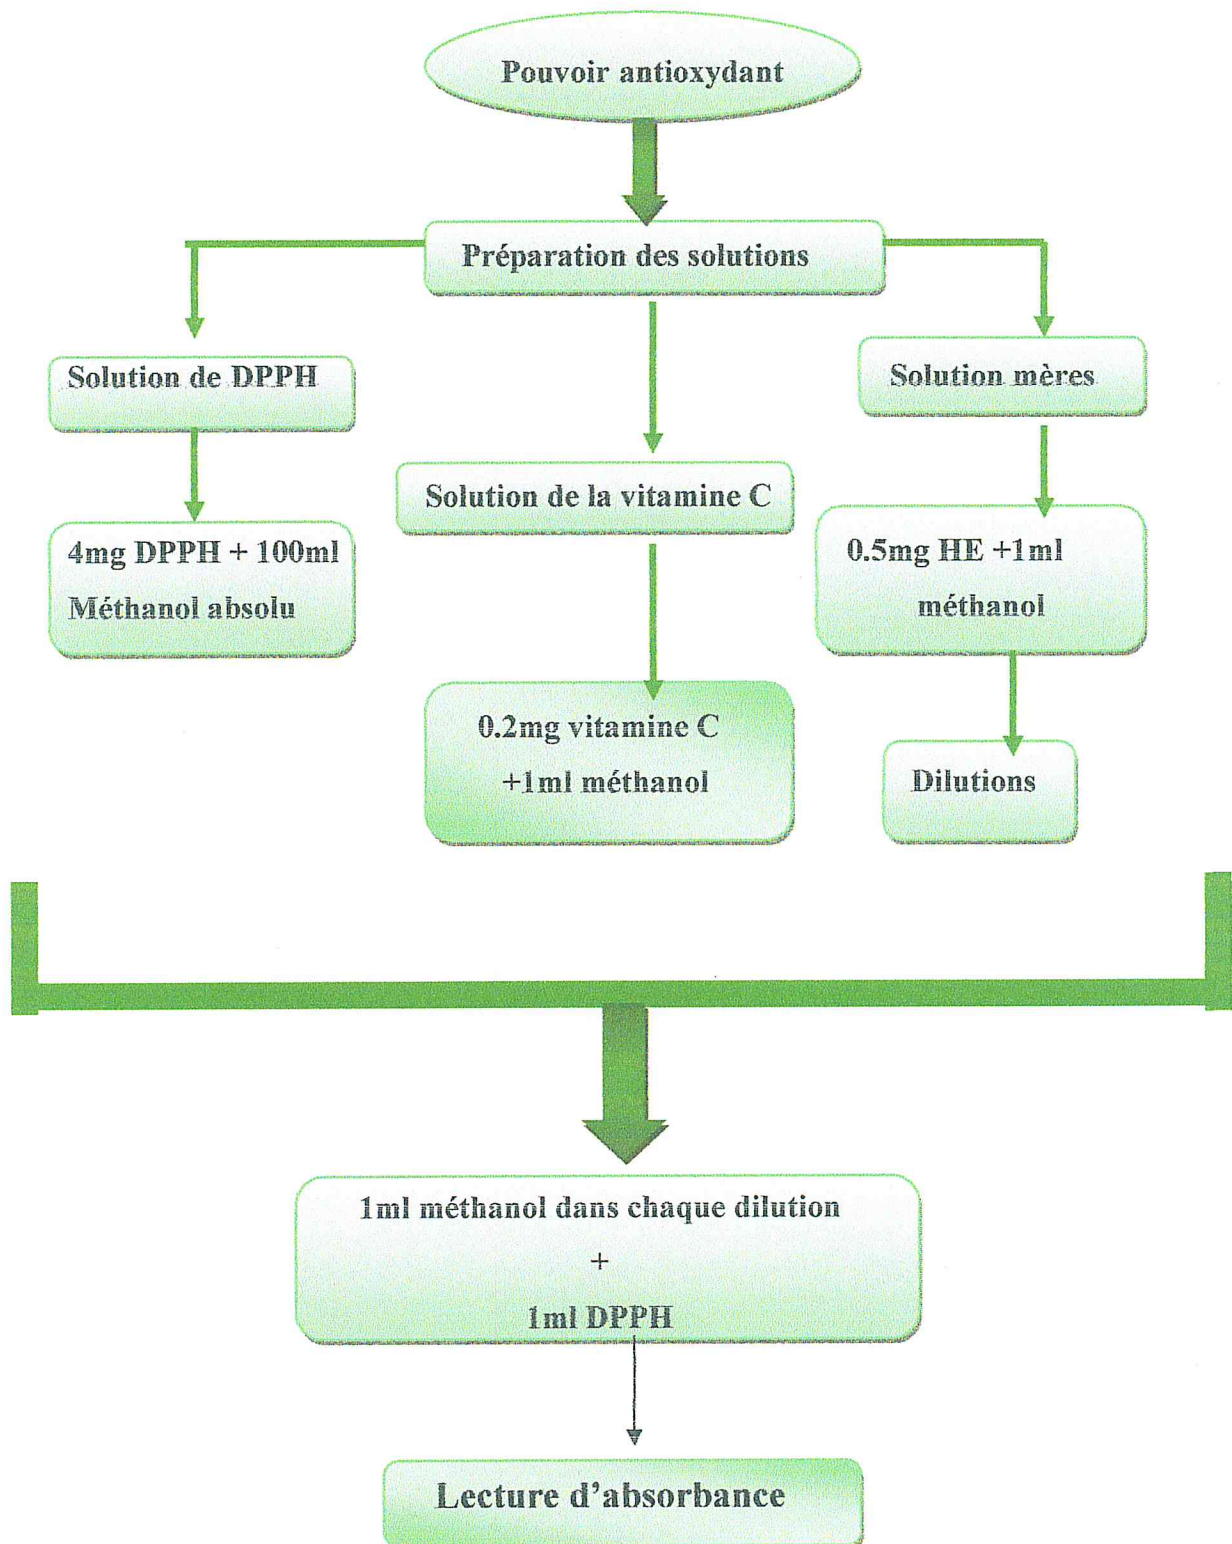 Pouvoir antioxydant
Préparation des solutions
Solution de DPPH
4mg DPPH + 100ml
Méthanol absolu
Solution de la vitamine C
0.2mg vitamine C
+1ml méthanol
Solution mères
0.5mg HE +1ml
méthanol
Dilutions
1ml méthanol dans chaque dilution
+
1ml DPPH
Lecture d’absorbance